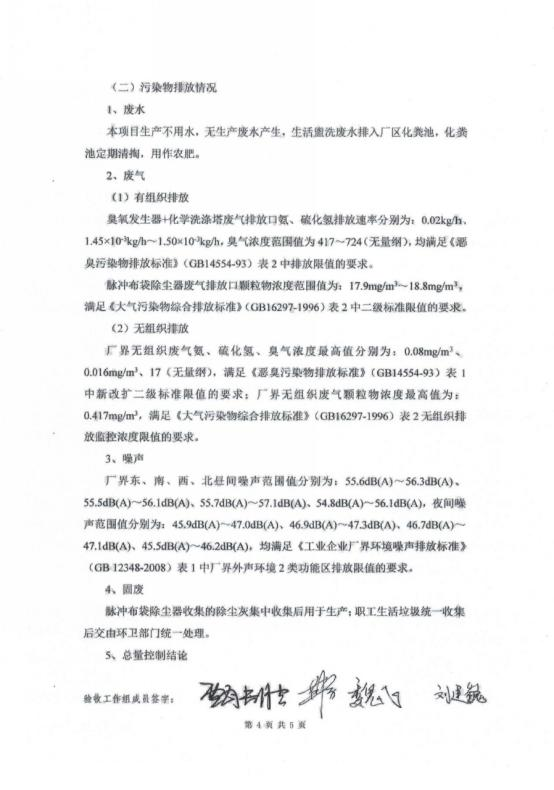 （二）污染物排放情况
1、废水
本项目生产不用水，无生产废水产生，生活盥洗废水排入厂区化粪池，化粪
池定期清掏，用作农肥。
2、废气
（1）有组织排放
臭氧发生器+化学洗涤塔废气排放口氨、硫化氢排放速率分别为：0.02kg/h、
1.45×10⁻³kg/h～1.50×10⁻³kg/h，臭气浓度范围值为 417～724（无量纲），均满足《恶
臭污染物排放标准》（GB14554-93）表 2 中排放限值的要求。
脉冲布袋除尘器废气排放口颗粒物浓度范围值为：17.9mg/m³～18.8mg/m³，
满足《大气污染物综合排放标准》（GB16297-1996）表 2 中二级标准限值的要求。
（2）无组织排放
厂界无组织废气氨、硫化氢、臭气浓度最高值分别为：0.08mg/m³、
0.016mg/m³、17（无量纲），满足《恶臭污染物排放标准》（GB14554-93）表 1
中新改扩二级标准限值的要求；厂界无组织废气颗粒物浓度最高值为：
0.417mg/m³，满足《大气污染物综合排放标准》（GB16297-1996）表 2 无组织排
放监控浓度限值的要求。
3、噪声
厂界东、南、西、北昼间噪声范围值分别为：55.6dB(A)～56.3dB(A)、
55.5dB(A)～56.1dB(A)、55.7dB(A)～57.1dB(A)、54.8dB(A)～56.1dB(A)，夜间噪
声范围值分别为：45.9dB(A)～47.0dB(A)、46.9dB(A)～47.3dB(A)、46.7dB(A)～
47.1dB(A)、45.5dB(A)～46.2dB(A)，均满足《工业企业厂界环境噪声排放标准》
（GB 12348-2008）表 1 中厂界外声环境 2 类功能区排放限值的要求。
4、固废
脉冲布袋除尘器收集的除尘灰集中收集后用于生产；职工生活垃圾统一收集
后交由环卫部门统一处理。
5、总量控制结论
验收工作组成员签字：
第 4 页 共 5 页